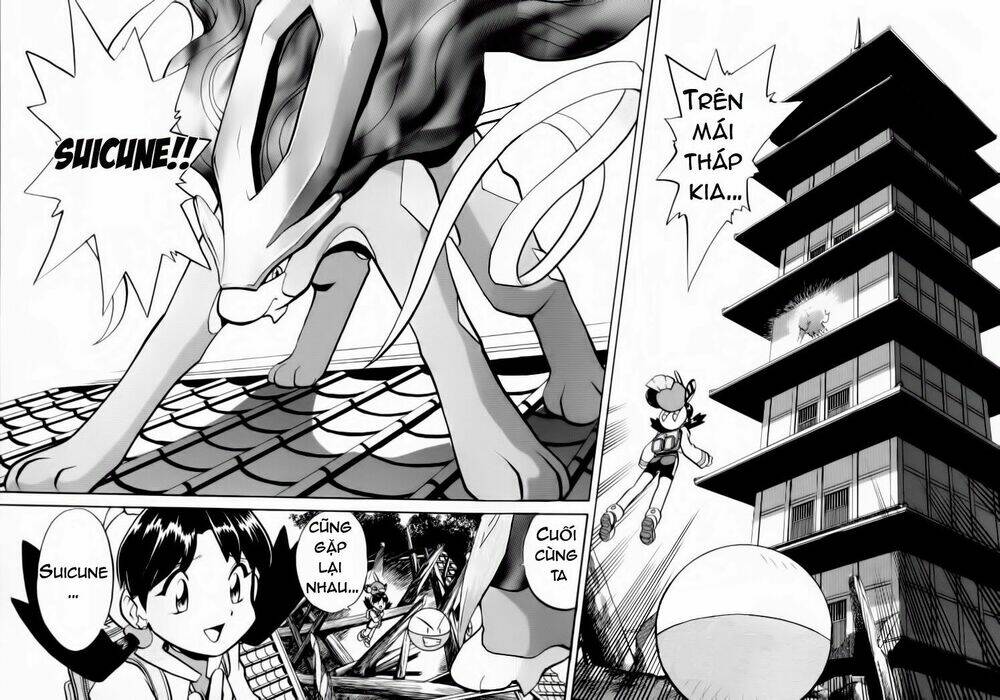 TRÊN
MÁI
THÁP
KIA...
SUICUNE!!
CUỐI
CÙNG TA
CŨNG
GẶP
LẠI
NHAU...
SUICUNE
...